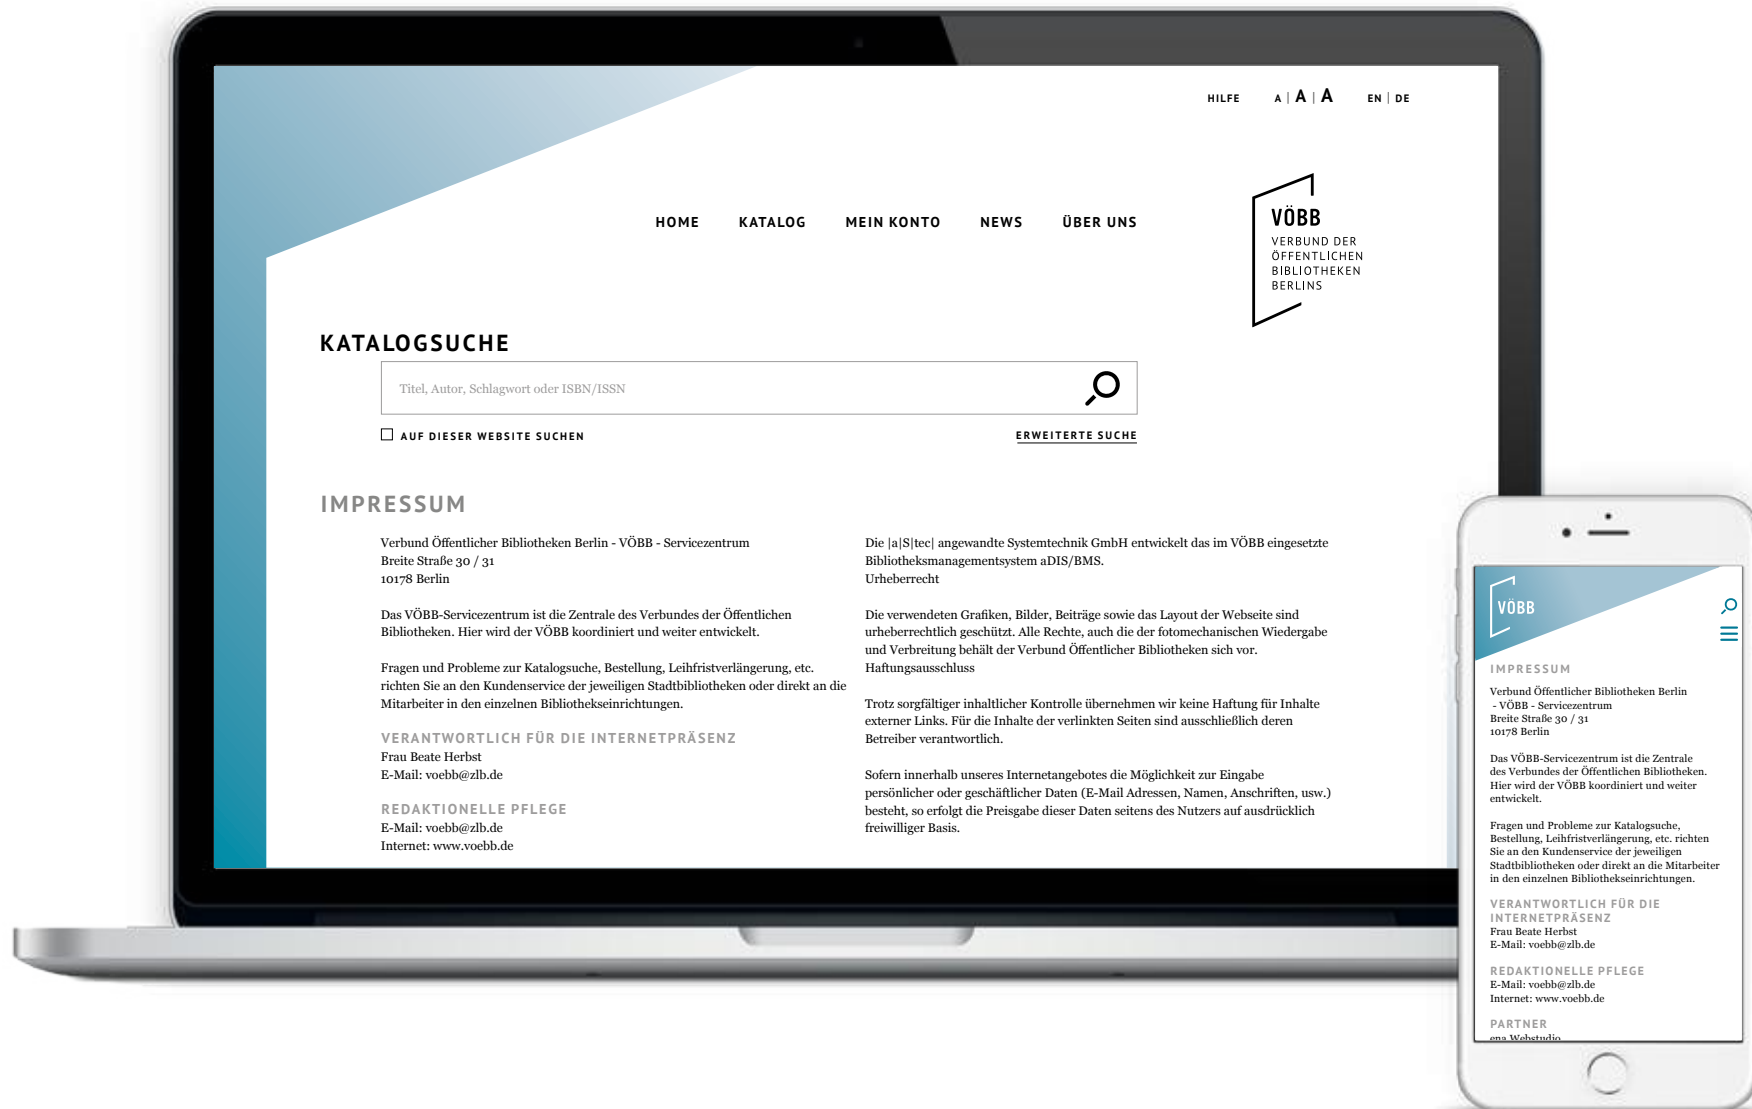 HILFE A | A | A EN | DE
HOME KATALOG MEIN KONTO NEWS ÜBER UNS
VÖBB
VERBUND DER
ÖFFENTLICHEN
BIBLIOTHEKEN
BERLINS
KATALOGSUCHE
Titel, Autor, Schlagwort oder ISBN/ISSN
AUF DIESER WEBSITE SUCHEN
ERWEITERTE SUCHE
IMPRESSUM
Verbund Öffentlicher Bibliotheken Berlin - VÖBB - Servicezentrum
Breite Straße 30 / 31
10178 Berlin
Das VÖBB-Servicezentrum ist die Zentrale des Verbundes der Öffentlichen
Bibliotheken. Hier wird der VÖBB koordiniert und weiter entwickelt.
Fragen und Probleme zur Katalogsuche, Bestellung, Leihfristverlängerung, etc.
richten Sie an den Kundenservice der jeweiligen Stadtbibliotheken oder direkt an die
Mitarbeiter in den einzelnen Bibliothekseinrichtungen.
VERANTWORTLICH FÜR DIE INTERNETPRÄSENZ
Frau Beate Herbst
E-Mail: voebb@zlb.de
REDAKTIONELLE PFLEGE
E-Mail: voebb@zlb.de
Internet: www.voebb.de
Die |a|S|tec| angewandte Systemtechnik GmbH entwickelt das im VÖBB eingesetzte
Bibliotheksmanagementsystem aDIS/BMS.
Urheberrecht
Die verwendeten Grafiken, Bilder, Beiträge sowie das Layout der Webseite sind
urheberrechtlich geschützt. Alle Rechte, auch die der fotomechanischen Wiedergabe
und Verbreitung behält der Verbund Öffentlicher Bibliotheken sich vor.
Haftungsausschluss
Trotz sorgfältiger inhaltlicher Kontrolle übernehmen wir keine Haftung für Inhalte
externer Links. Für die Inhalte der verlinkten Seiten sind ausschließlich deren
Betreiber verantwortlich.
Sofern innerhalb unseres Internetangebotes die Möglichkeit zur Eingabe
persönlicher oder geschäftlicher Daten (E-Mail Adressen, Namen, Anschriften, usw.)
besteht, so erfolgt die Preisgabe dieser Daten seitens des Nutzers auf ausdrücklich
freiwilliger Basis.
VÖBB
IMPRESSUM
Verbund Öffentlicher Bibliotheken Berlin
- VÖBB - Servicezentrum
Breite Straße 30 / 31
10178 Berlin
Das VÖBB-Servicezentrum ist die Zentrale
des Verbundes der Öffentlichen Bibliotheken.
Hier wird der VÖBB koordiniert und weiter
entwickelt.
Fragen und Probleme zur Katalogsuche,
Bestellung, Leihfristverlängerung, etc. richten
Sie an den Kundenservice der jeweiligen
Stadtbibliotheken oder direkt an die Mitarbeiter
in den einzelnen Bibliothekseinrichtungen.
VERANTWORTLICH FÜR DIE
INTERNETPRÄSENZ
Frau Beate Herbst
E-Mail: voebb@zlb.de
REDAKTIONELLE PFLEGE
E-Mail: voebb@zlb.de
Internet: www.voebb.de
PARTNER
ena Webstudio